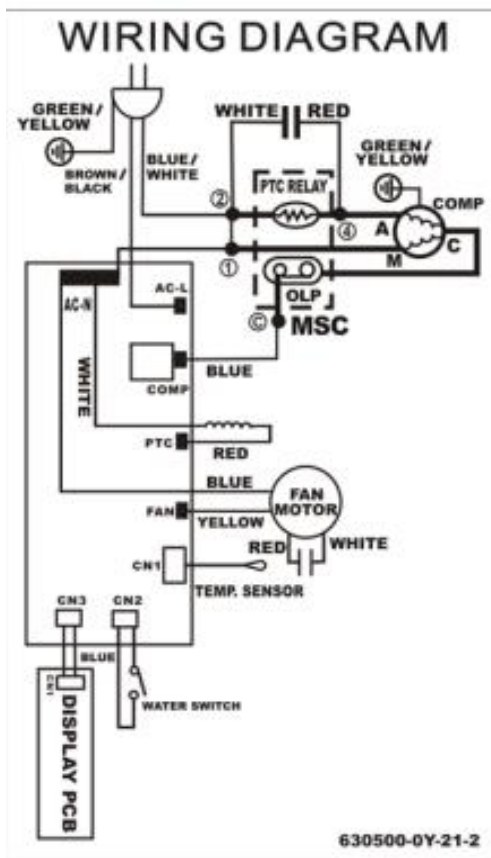 WIRING DIAGRAM
GREEN/
YELLOW
BROWN/
BLACK
BLUE/
WHITE
WHITE
RED
GREEN/
YELLOW
PTC RELAY
COMP
②
④
A
C
M
①
OLP
© MSC
AC-N
AC-L
WHITE
COMP
BLUE
PTC
RED
BLUE
FAN
YELLOW
FAN
MOTOR
RED
WHITE
CN1
TEMP. SENSOR
CN3
CN2
BLUE
CN1
WATER SWITCH
DISPLAY PCB
630500-0Y-21-2